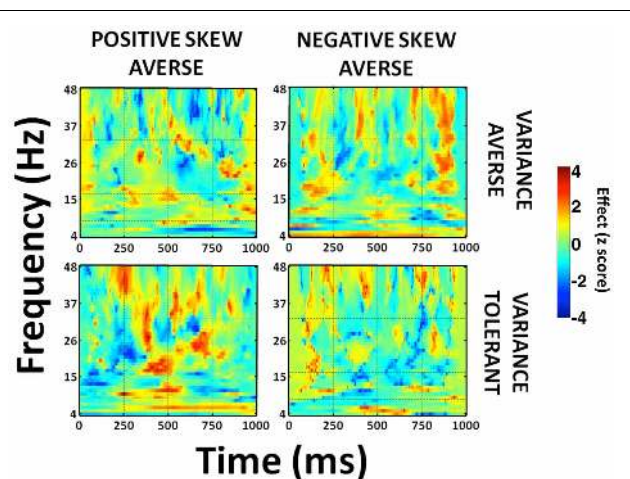 POSITIVE SKEW
AVERSE
NEGATIVE SKEW
AVERSE
Frequency (Hz)
48
37
26
15
4
0 250 500 750 1000
48
37
26
15
4
0 250 500 750 1000
VARIANCE
AVERSE
48
37
26
15
4
0 250 500 750 1000
48
37
26
15
4
0 250 500 750 1000
VARIANCE
TOLERANT
4
2
0
-2
-4
Effect (z score)
Time (ms)